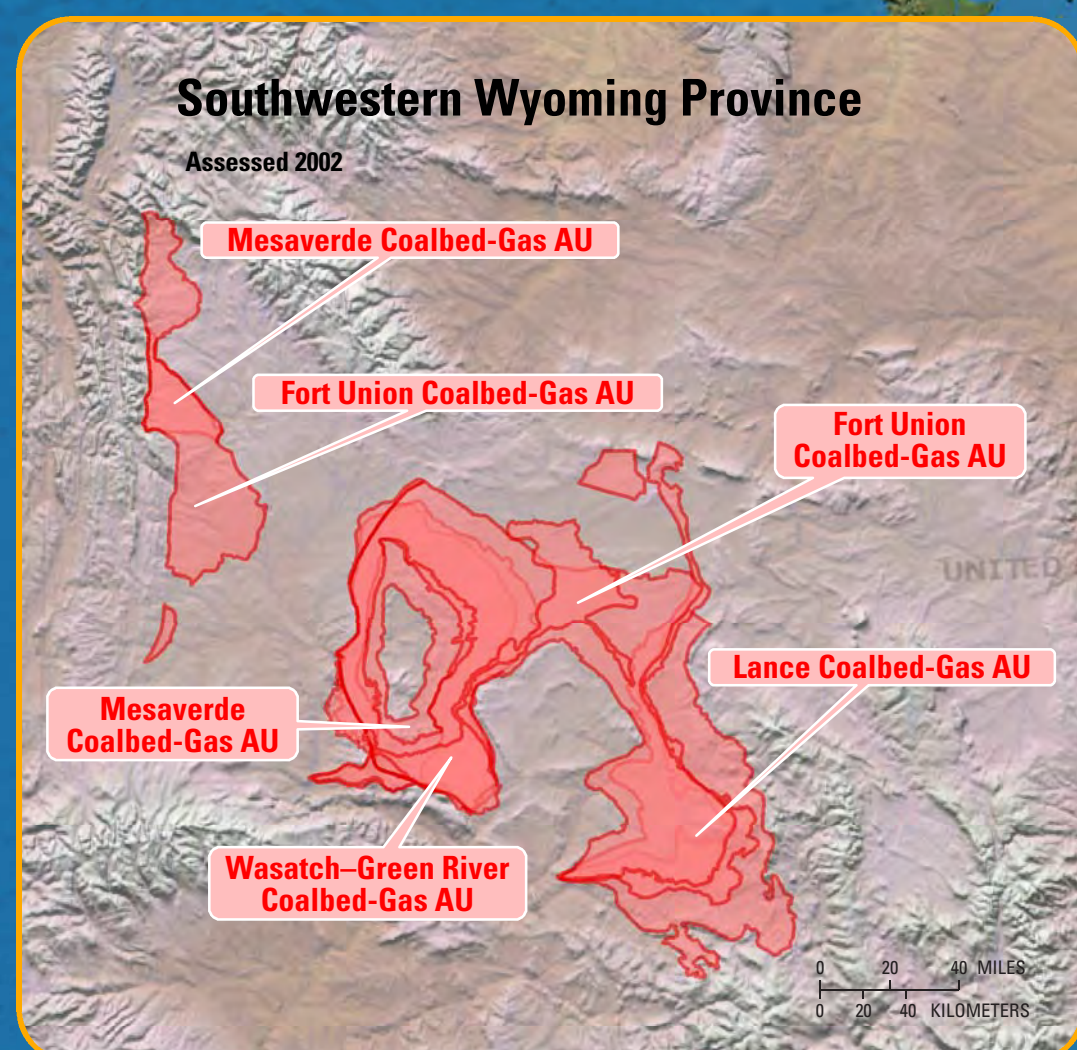 Southwestern Wyoming Province
Assessed 2002
Mesaverde Coalbed-Gas AU
Fort Union Coalbed-Gas AU
Fort Union
Coalbed-Gas AU
UNITED
Lance Coalbed-Gas AU
Mesaverde
Coalbed-Gas AU
Wasatch–Green River
Coalbed-Gas AU
0 20 40 MILES
0 20 40 KILOMETERS